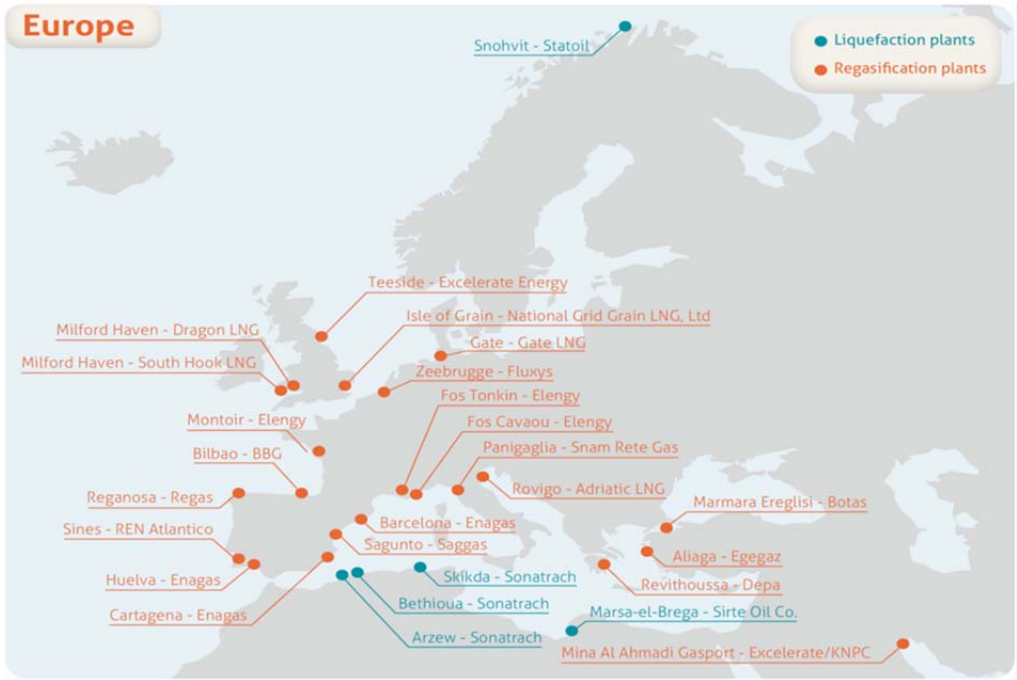 Europe
Liquefaction plants
Regasification plants
Snohvit - Statoil
Teeside - Excelerate Energy
Isle of Grain - National Grid Grain LNG, Ltd
Milford Haven - Dragon LNG
Gate - Gate LNG
Milford Haven - South Hook LNG
Zeebrugge - Fluxys
Fos Tonkin - Elengy
Montoir - Elengy
Fos Cavaou - Elengy
Bilbao - BBG
Panigaglia - Snam Rete Gas
Reganosa - Regas
Rovigo - Adriatic LNG
Marmara Ereglisi - Botas
Sines - REN Atlantico
Barcelona - Enagas
Sagunto - Saggas
Aliaga - Egegaz
Huelva - Enagas
Skikda - Sonatrach
Revithoussa - Depa
Cartagena - Enagas
Bethioua - Sonatrach
Marsa-el-Brega - Sirte Oil Co.
Arzew - Sonatrach
Mina Al Ahmadi Gasport - Excelerate/KNPC